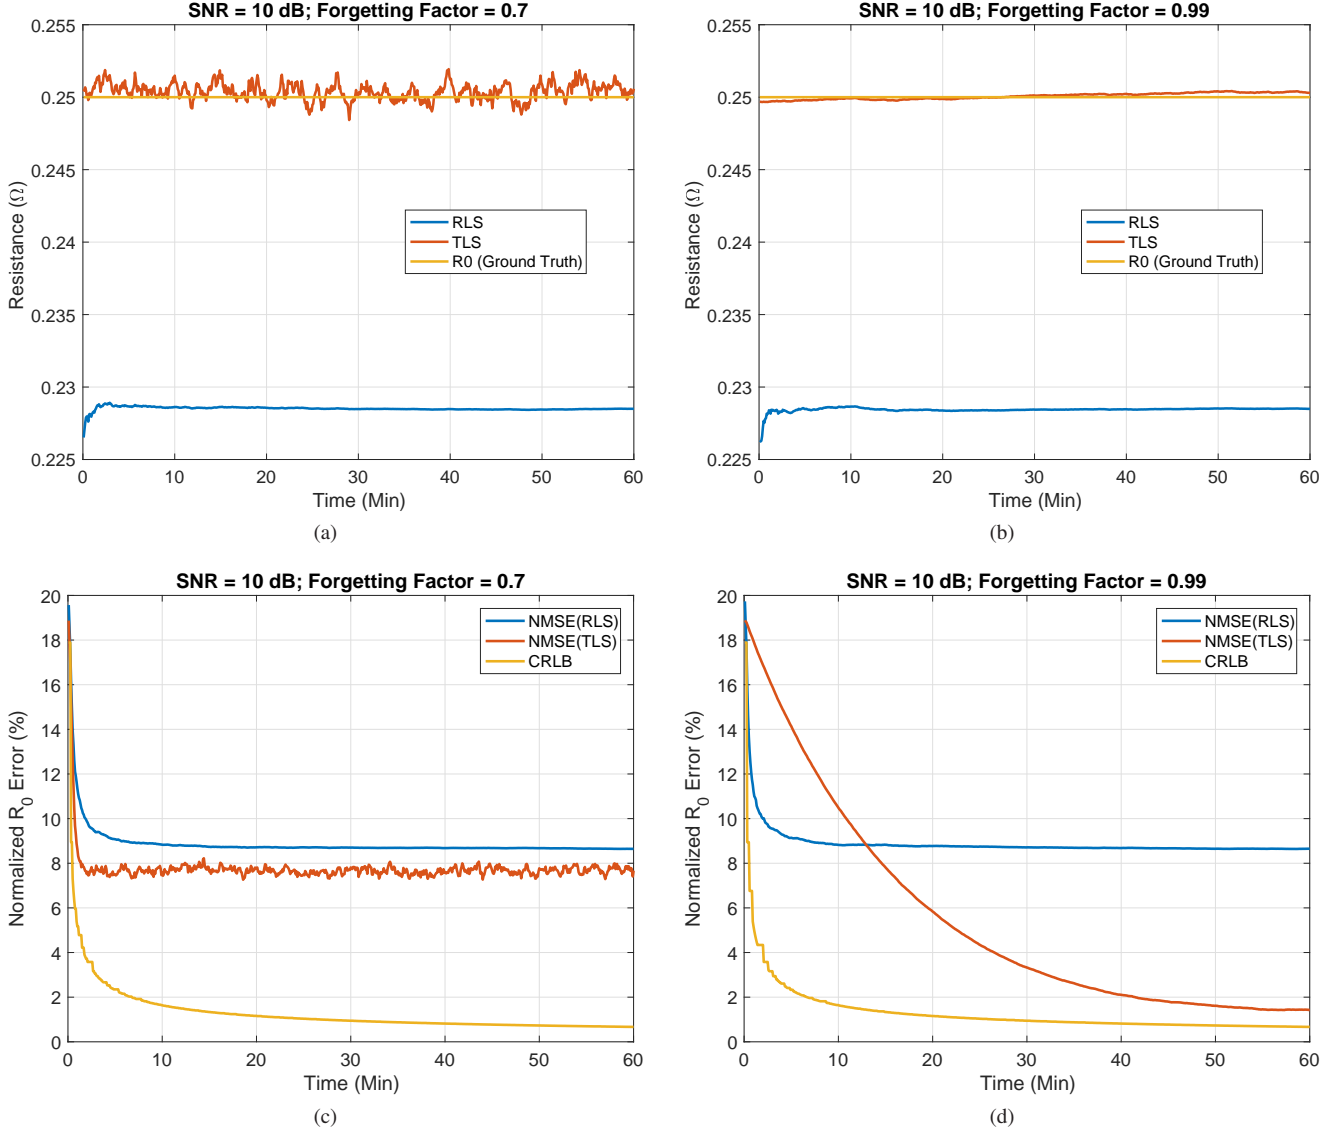 SNR = 10 dB; Forgetting Factor = 0.7
0.255
0.25
0.245
0.24
0.235
0.23
0.225
Resistance (Ω)
RLS
TLS
R0 (Ground Truth)
0 10 20 30 40 50 60
Time (Min)
(a)
SNR = 10 dB; Forgetting Factor = 0.99
0.255
0.25
0.245
0.24
0.235
0.23
0.225
Resistance (Ω)
RLS
TLS
R0 (Ground Truth)
0 10 20 30 40 50 60
Time (Min)
(b)
SNR = 10 dB; Forgetting Factor = 0.7
20
18
16
14
12
10
8
6
4
2
0
Normalized R0 Error (%)
NMSE(RLS)
NMSE(TLS)
CRLB
0 10 20 30 40 50 60
Time (Min)
(c)
SNR = 10 dB; Forgetting Factor = 0.99
20
18
16
14
12
10
8
6
4
2
0
Normalized R0 Error (%)
NMSE(RLS)
NMSE(TLS)
CRLB
0 10 20 30 40 50 60
Time (Min)
(d)